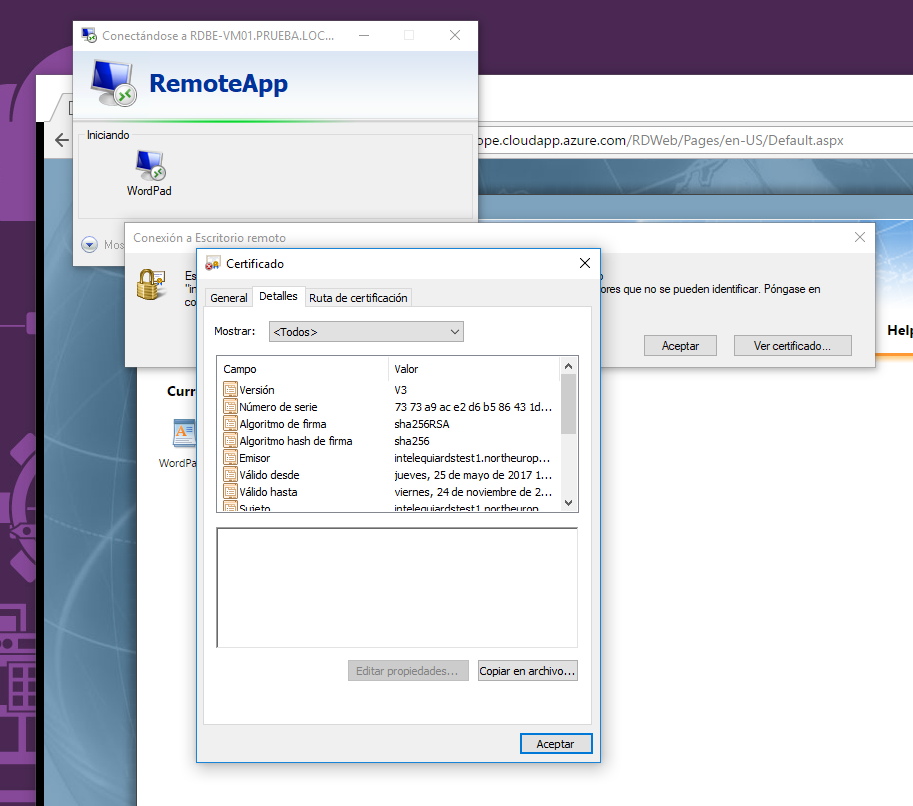 Conectándose a RDBE-VM01.PRUEBA.LOC...
RemoteApp
Iniciando
WordPad
ope.cloudapp.azure.com/RDWeb/Pages/en-US/Default.aspx
Mos
Conexión a Escritorio remoto
Es
"in
ores que no se pueden identificar. Póngase en
co
Aceptar
Ver certificado...
Help
Curr
WordPa
Certificado
General
Detalles
Ruta de certificación
Mostrar:
<Todos>
Campo Valor
Versión V3
Número de serie 73 73 a9 ac e2 d6 b5 86 43 1d...
Algoritmo de firma sha256RSA
Algoritmo hash de firma sha256
Emisor intelequiardstest1.northeurop...
Válido desde jueves, 25 de mayo de 2017 1...
Válido hasta viernes, 24 de noviembre de 2...
Sujeto intelequiardstest1.northeurop
Editar propiedades...
Copiar en archivo...
Aceptar